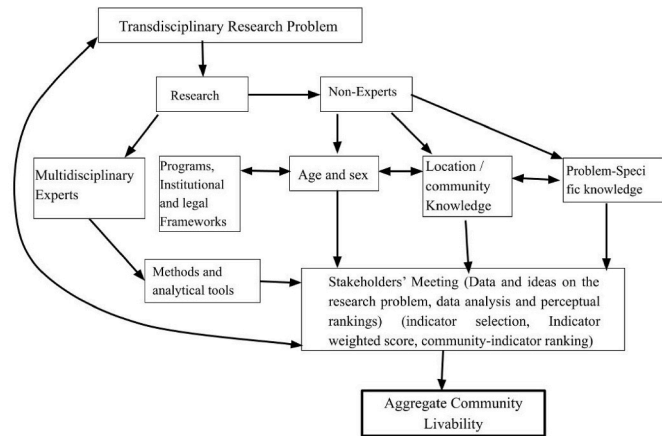 Transdisciplinary Research Problem
Research
Non-Experts
Multidisciplinary
Experts
Programs,
Institutional
and legal
Frameworks
Age and sex
Location /
community
Knowledge
Problem-Speci
fic knowledge
Methods and
analytical tools
Stakeholders' Meeting (Data and ideas on the
research problem, data analysis and perceptual
rankings) (indicator selection, Indicator
weighted score, community-indicator ranking)
Aggregate Community
Livability